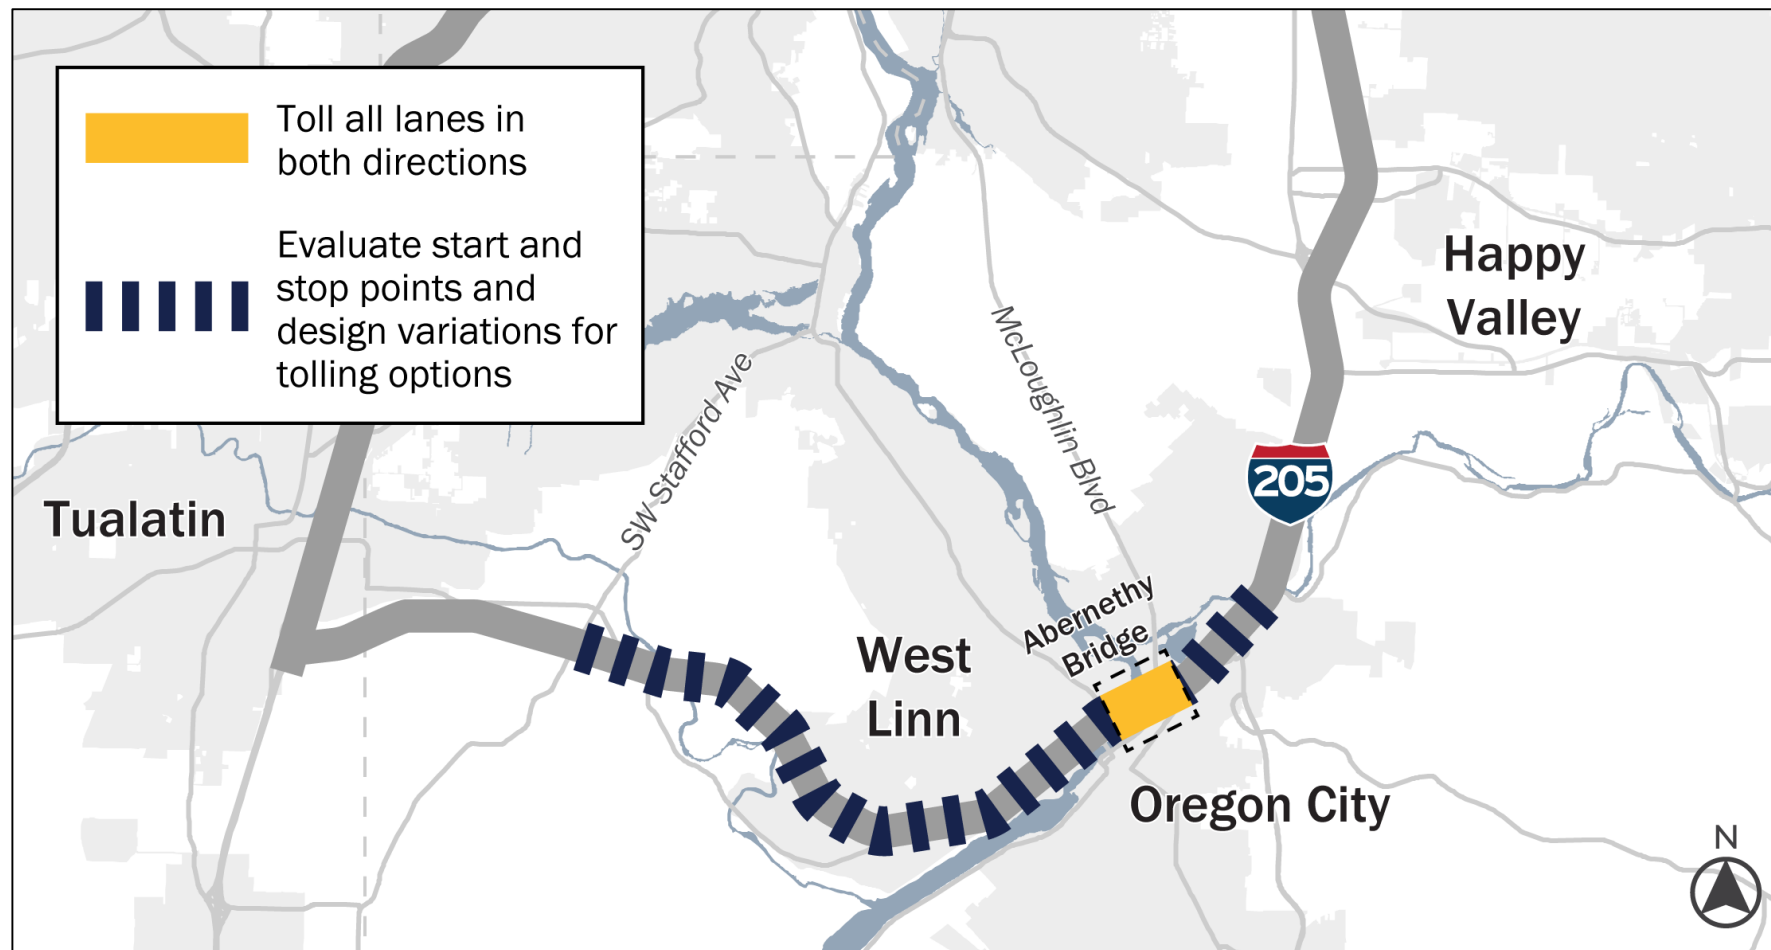 Toll all lanes in
both directions
Evaluate start and
stop points and
design variations for
tolling options
Happy
Valley
McLoughlin Blvd
SW Stafford Ave
205
Tualatin
Abernethy
Bridge
West
Linn
Oregon City
N